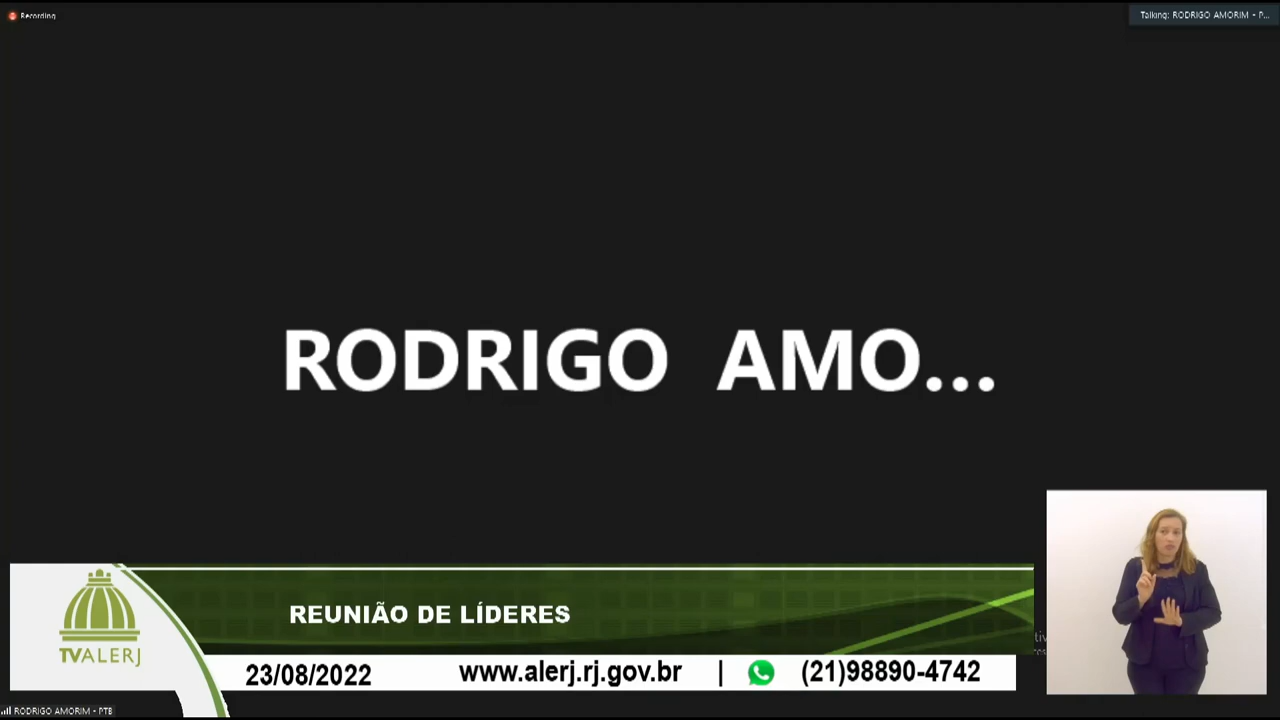 Recording
Talking: RODRIGO AMORIM - P...
RODRIGO AMO...
REUNIÃO DE LÍDERES
TVALERJ
23/08/2022 www.alerj.rj.gov.br | (21)98890-4742
RODRIGO AMORIM - PTB